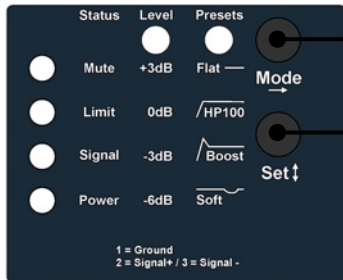 Status Level Presets
Mute +3dB Flat
Mode
Limit 0dB HP100
Signal -3dB Boost
Set
Power -6dB Soft
1 = Ground
2 = Signal+ / 3 = Signal -